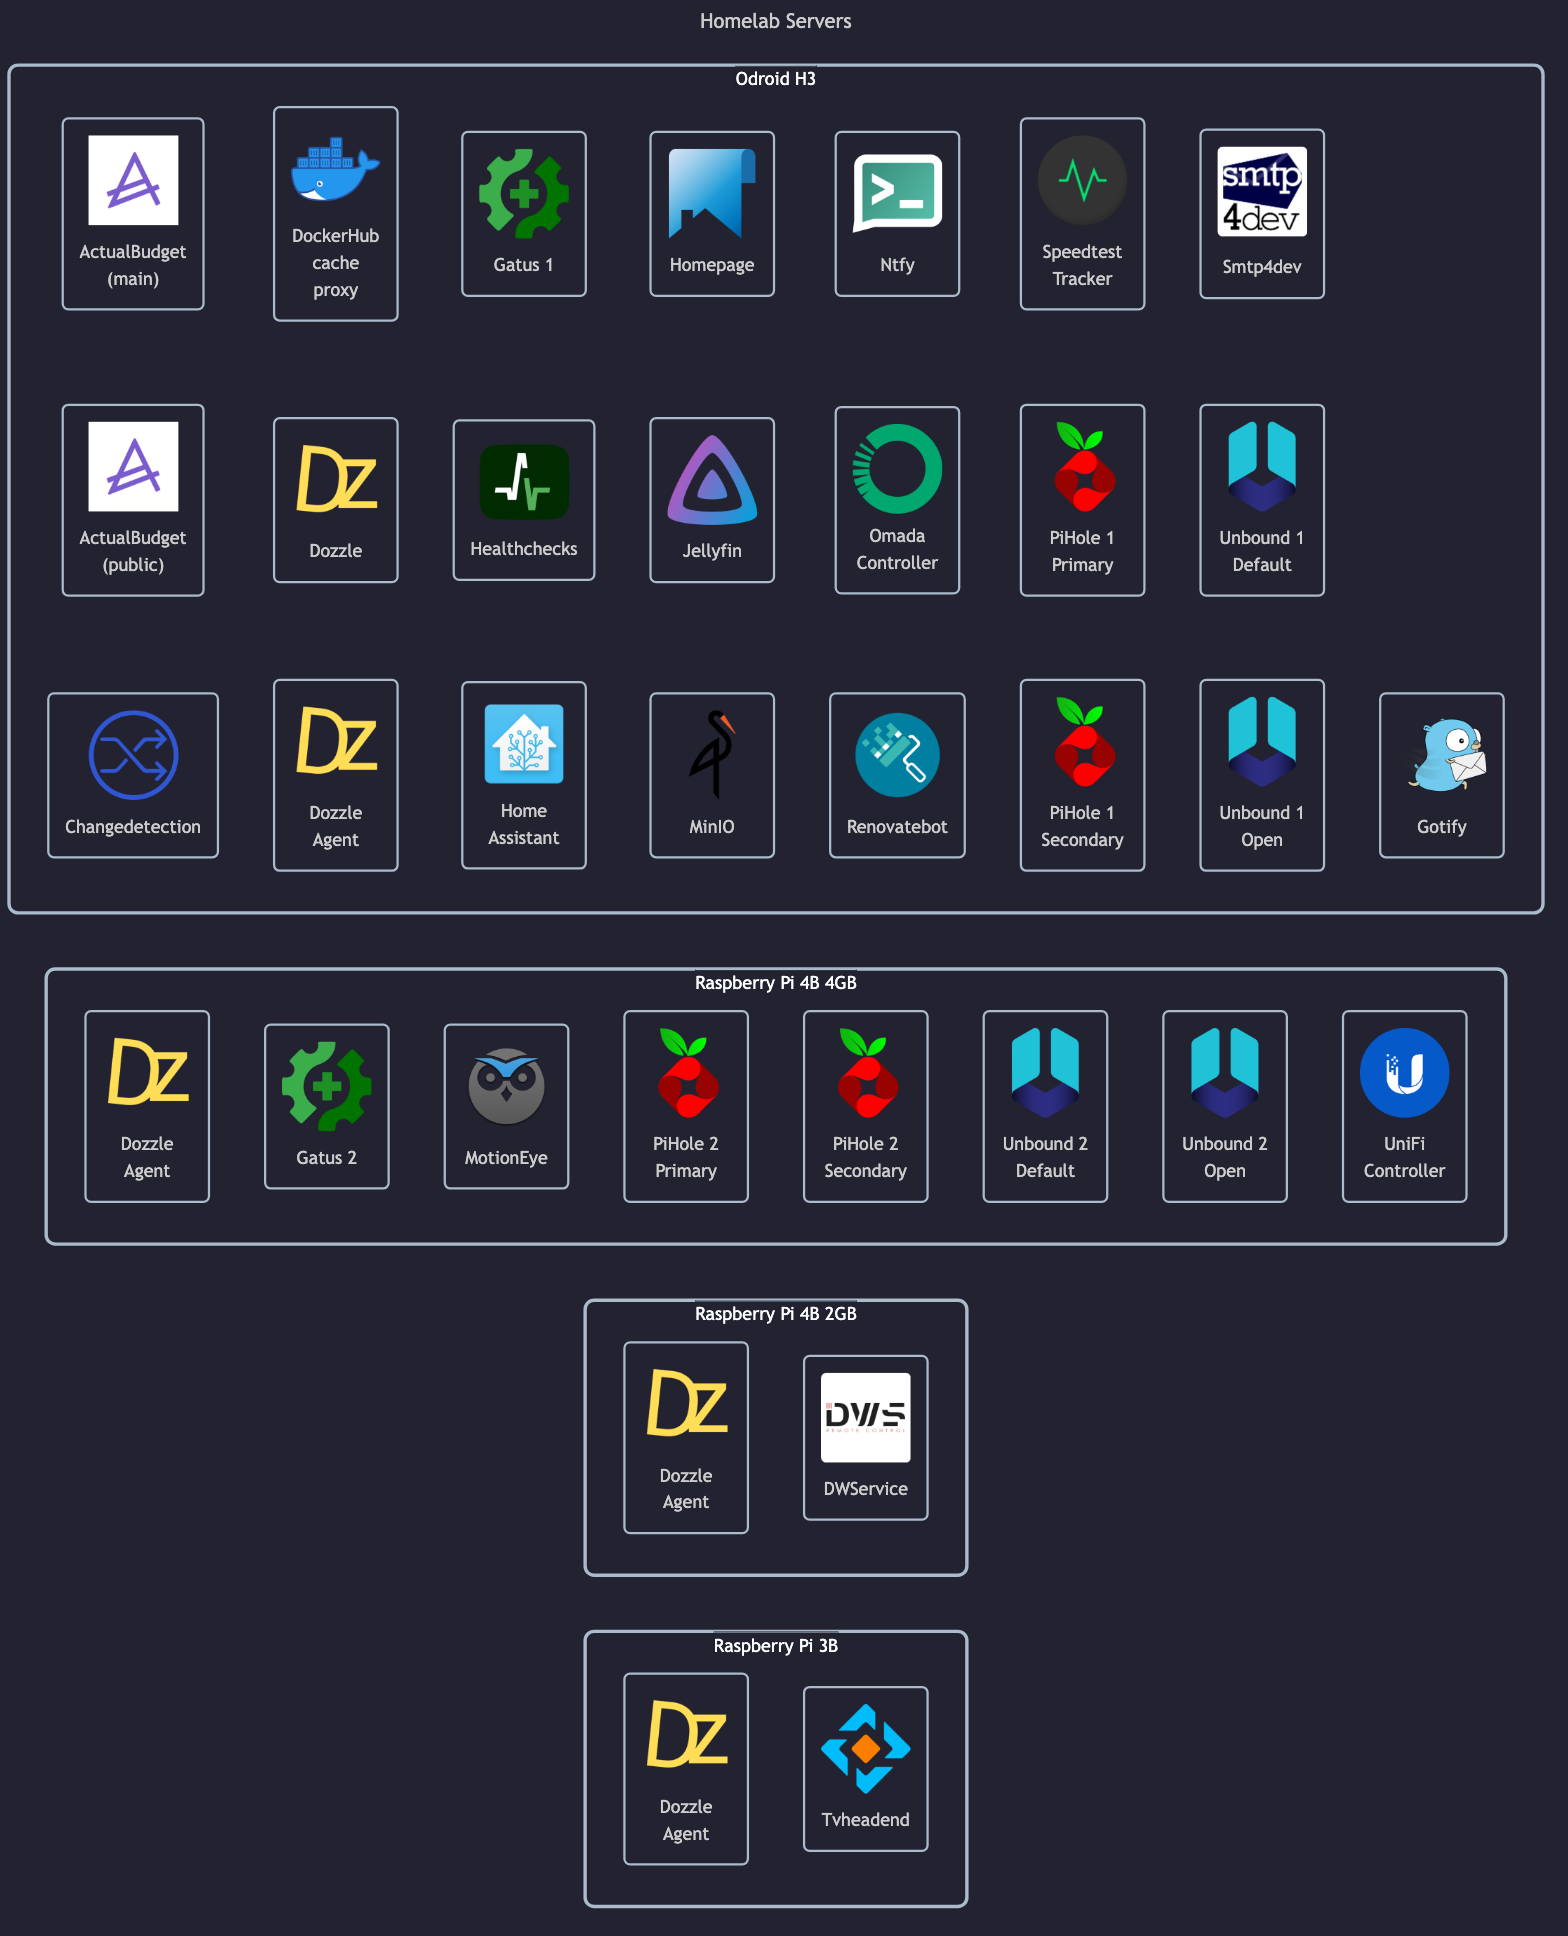 Homelab Servers
Odroid H3
ActualBudget
(main)
DockerHub
cache
proxy
Gatus 1
Homepage
>_
Ntfy
Speedtest
Tracker
smtp
4dev
Smtp4dev
ActualBudget
(public)
Dz
Dozzle
Healthchecks
Jellyfin
Omada
Controller
PiHole 1
Primary
Unbound 1
Default
Changedetection
Dz
Dozzle
Agent
Home
Assistant
MinIO
Renovatebot
PiHole 1
Secondary
Unbound 1
Open
Gotify
Raspberry Pi 4B 4GB
Dz
Dozzle
Agent
Gatus 2
MotionEye
PiHole 2
Primary
PiHole 2
Secondary
Unbound 2
Default
Unbound 2
Open
U
UniFi
Controller
Raspberry Pi 4B 2GB
Dz
Dozzle
Agent
DWS
REMOTE CONTROL
DWService
Raspberry Pi 3B
Dz
Dozzle
Agent
Tvheadend